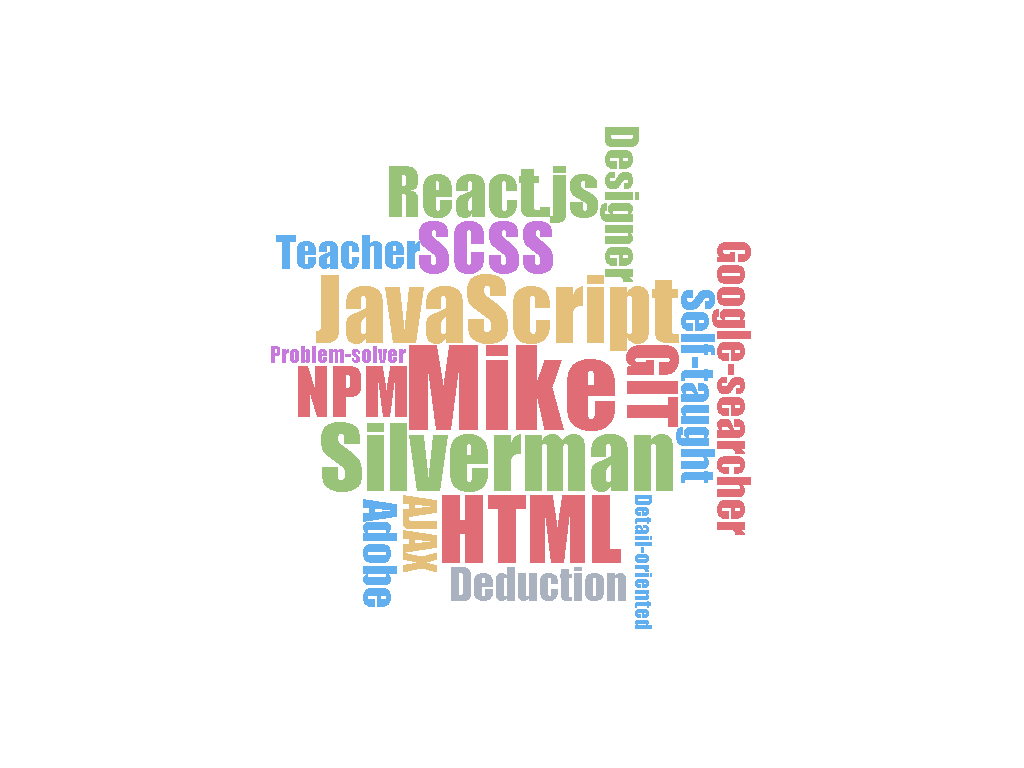 Designer
React.js
SCSS
Teacher
Google-searcher
JavaScript
Self-taught
Problem-solver
Mike
GIT
NPM
Silverman
Adobe
AJAX
HTML
Detail-oriented
Deduction